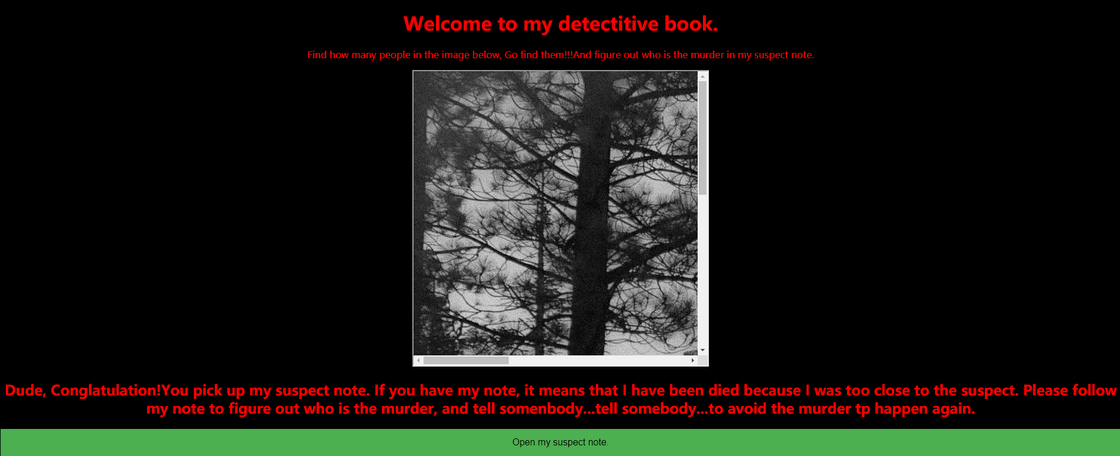 Welcome to my detectitive book.
Find how many people in the image below, Go find them!!!And figure out who is the murder in my suspect note.
Dude, Conglatulation!You pick up my suspect note. If you have my note, it means that I have been died because I was too close to the suspect. Please follow
my note to figure out who is the murder, and tell somenbody...tell somebody...to avoid the murder tp happen again.
Open my suspect note.